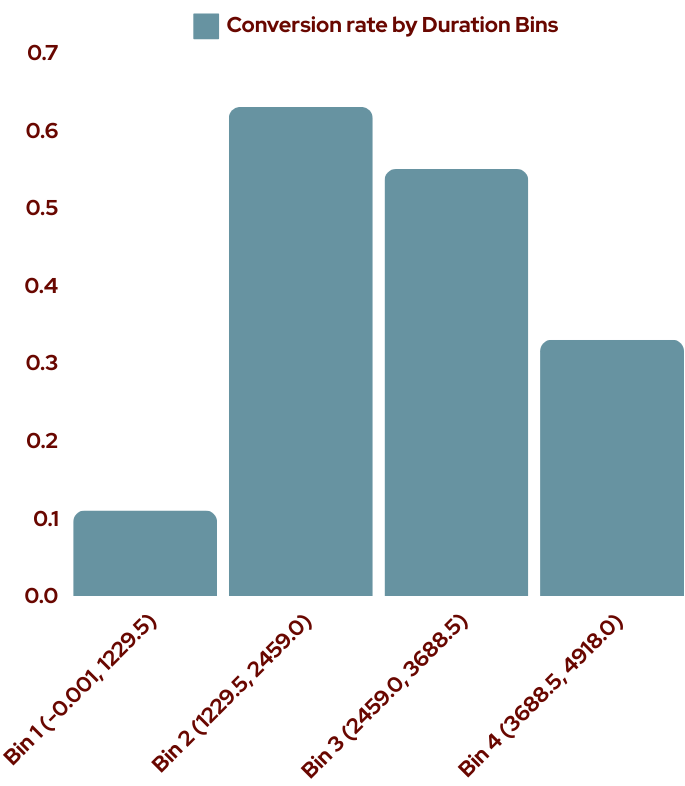 Conversion rate by Duration Bins
0.7
0.6
0.5
0.4
0.3
0.2
0.1
0.0
Bin 1 (-0.001, 1229.5)
Bin 2 (1229.5, 2459.0)
Bin 3 (2459.0, 3688.5)
Bin 4 (3688.5, 4918.0)